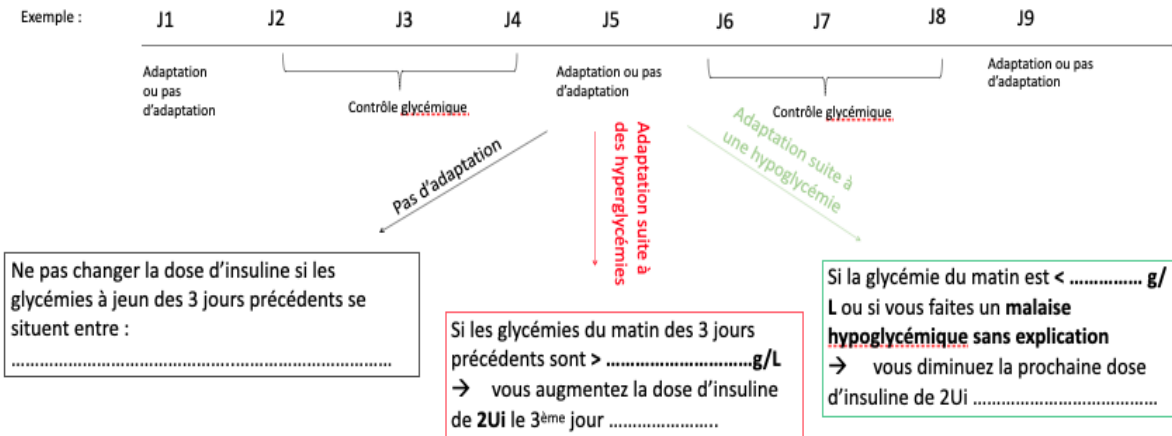 Exemple :
J1
J2
J3
J4
J5
J6
J7
J8
J9
Adaptation
ou pas
d'adaptation
Contrôle glycémique
Adaptation ou pas
d'adaptation
Contrôle glycémique
Adaptation ou pas
d'adaptation
Pas d'adaptation
Adaptation suite à
des hyperglycémies
Adaptation suite à
une hypoglycémie
Ne pas changer la dose d'insuline si les
glycémies à jeun des 3 jours précédents se
situent entre :
……………………………………………………………………………
Si les glycémies du matin des 3 jours
précédents sont > ……………………………g/L
→ vous augmentez la dose d'insuline
de 2Ui le 3ème jour …………………..
Si la glycémie du matin est < …………… g/
L ou si vous faites un malaise
hypoglycémique sans explication
→ vous diminuez la prochaine dose
d'insuline de 2Ui …………………………………